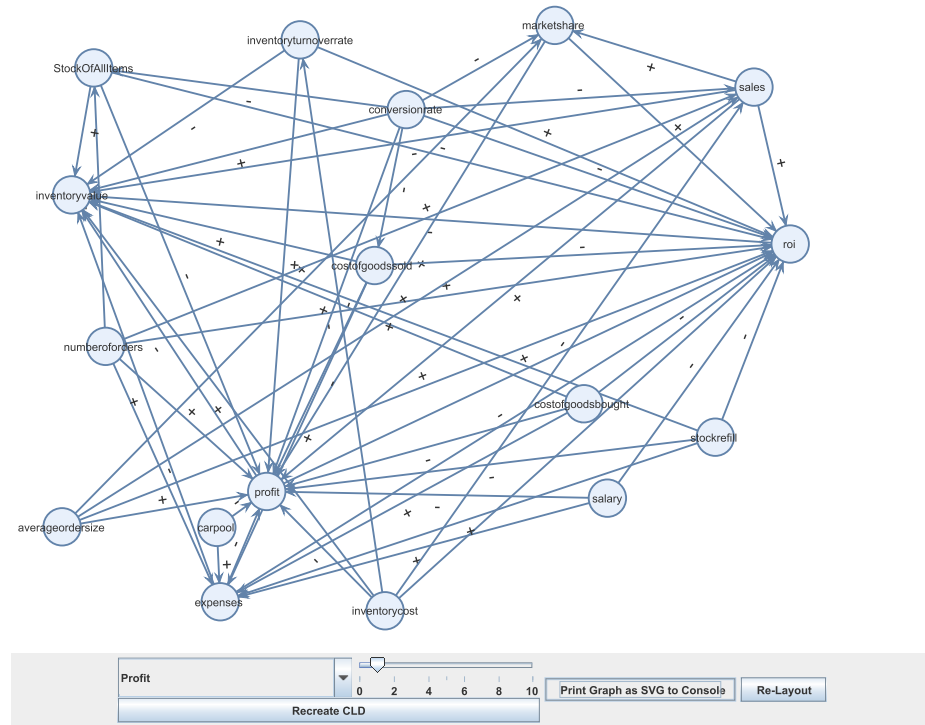 marketshare
inventoryturnoverrate
StockOfAllItems
-
+
sales
-
-
conversionrate
+
-
+
x
-
-
+
+
-
-
inventoryvalue
-
+
+
-
roi
-
+
+x
costofgoodssold
x
-
x
+
x
x
-
-
+
-
numberoforders
-
-
x
-
+
-
+
-
costofgoodsbought
+
x
x
-
+
stockrefill
-
-
profit
salary
+
-
-
x
averageordersize
carpool
+
-
+
-
+
expenses
inventorycost
Profit
0 2 4 6 8 10
Print Graph as SVG to Console
Re-Layout
Recreate CLD